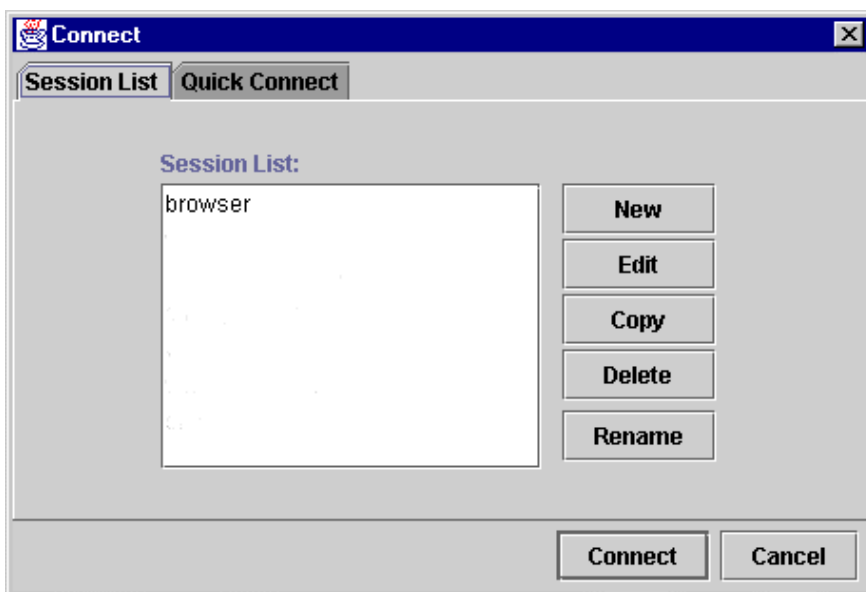 Connect
Session List Quick Connect
Session List:
browser
New
Edit
Copy
Delete
Rename
Connect Cancel